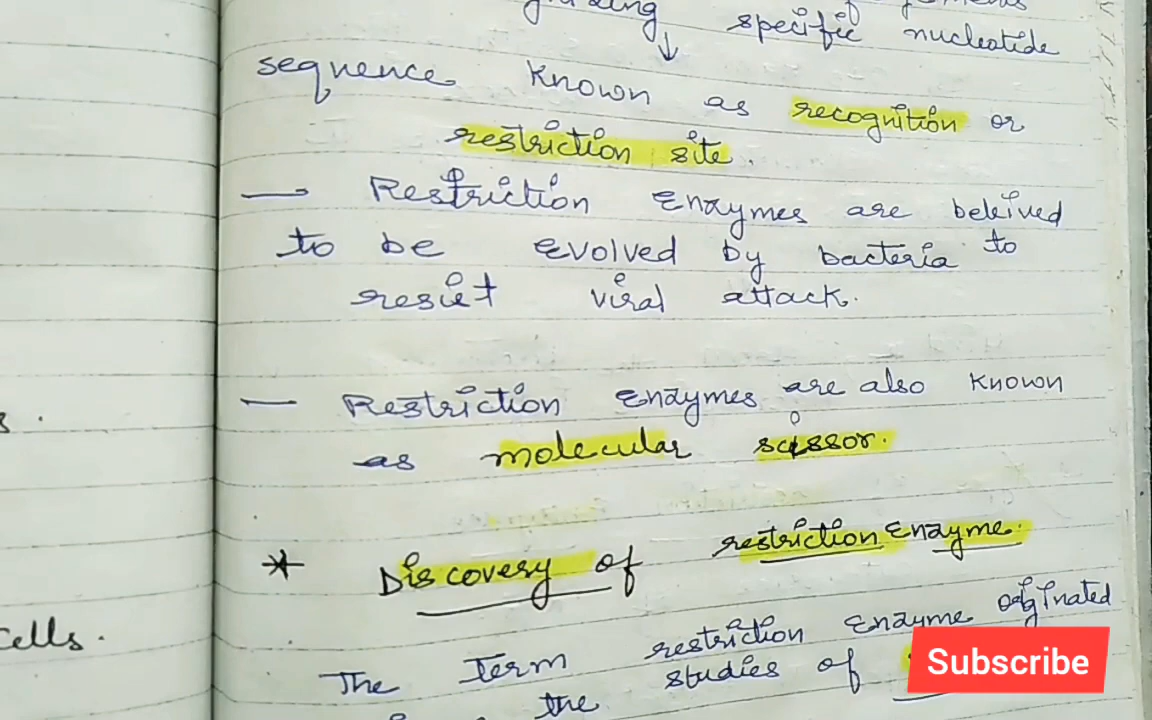 specific nucleotide
sequence known as recognition or
restriction site.
— Restriction Enzymes are beleived
to be Evolved by bacteria to
resist viral attack.
— Restriction Enzymes are also known
as molecular scissor.
* Discovery of restriction Enzyme.
The Term restriction Enzyme originated
the studies of
cells.
Subscribe